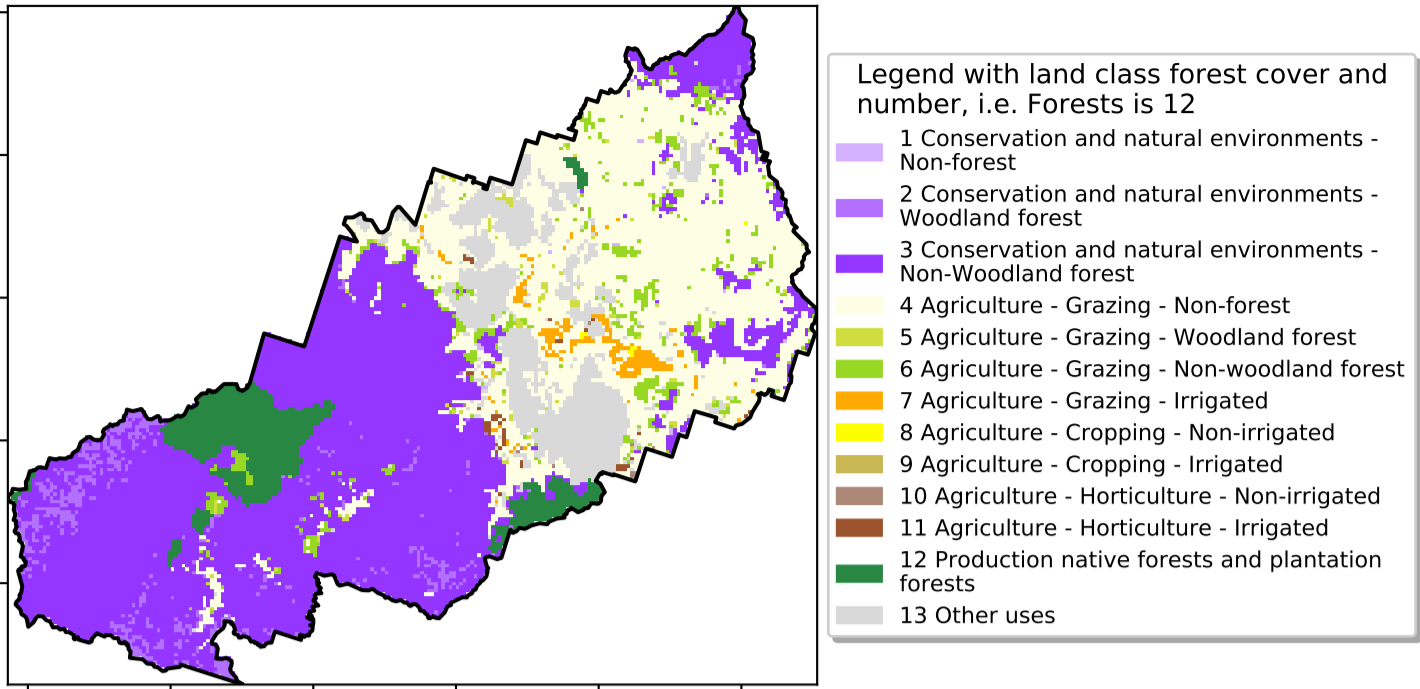 Legend with land class forest cover and
number, i.e. Forests is 12
1 Conservation and natural environments -
Non-forest
2 Conservation and natural environments -
Woodland forest
3 Conservation and natural environments -
Non-Woodland forest
4 Agriculture - Grazing - Non-forest
5 Agriculture - Grazing - Woodland forest
6 Agriculture - Grazing - Non-woodland forest
7 Agriculture - Grazing - Irrigated
8 Agriculture - Cropping - Non-irrigated
9 Agriculture - Cropping - Irrigated
10 Agriculture - Horticulture - Non-irrigated
11 Agriculture - Horticulture - Irrigated
12 Production native forests and plantation
forests
13 Other uses